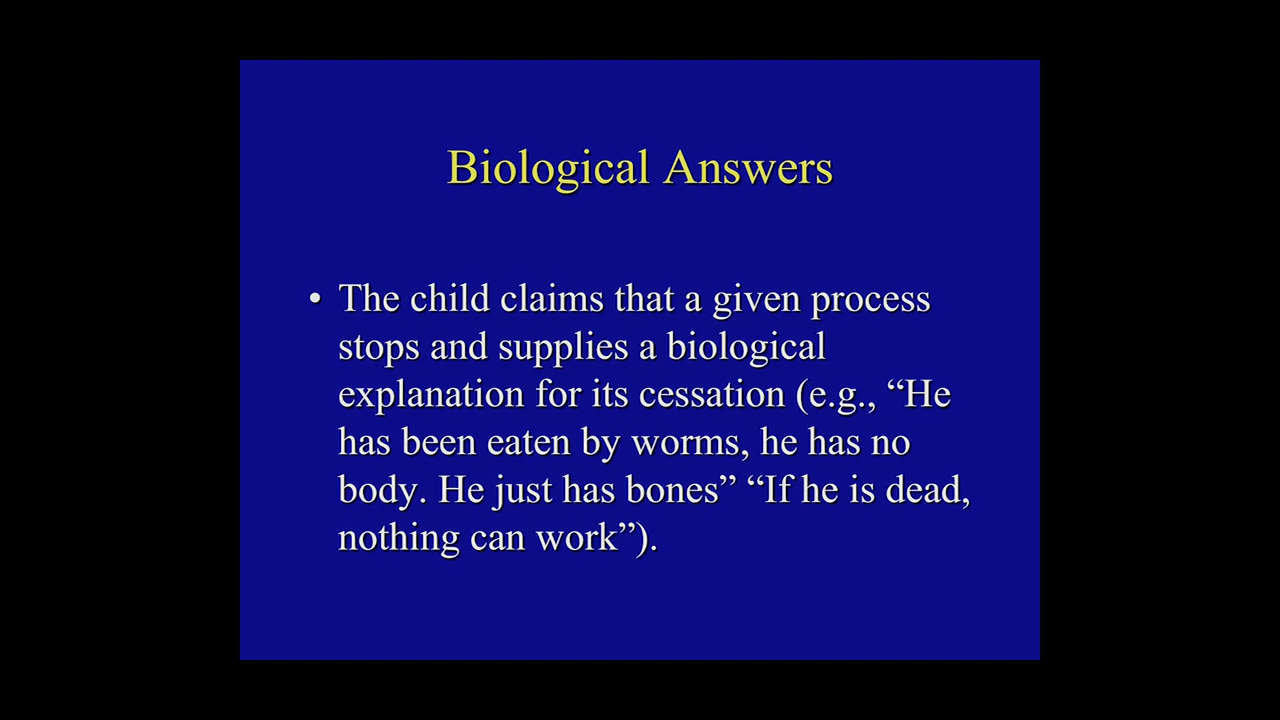 Biological Answers
• The child claims that a given process
stops and supplies a biological
explanation for its cessation (e.g., “He
has been eaten by worms, he has no
body. He just has bones” “If he is dead,
nothing can work”).